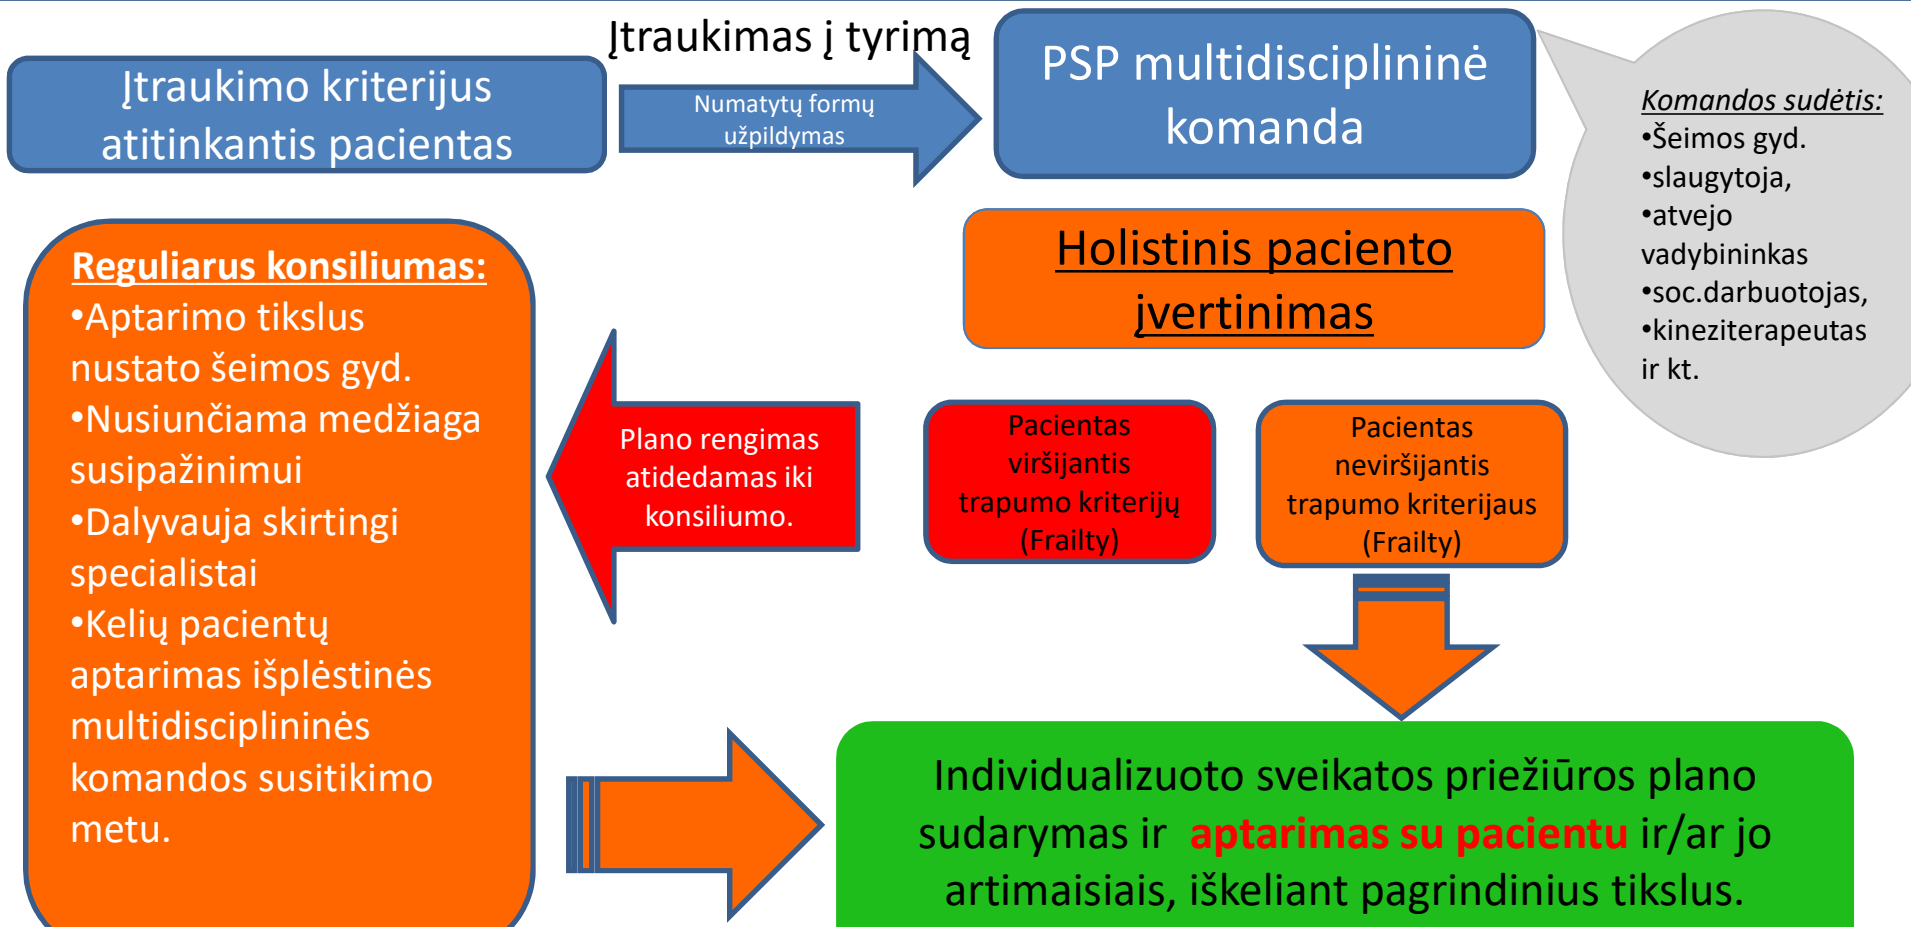 Įtraukimas į tyrimą
Įtraukimo kriterijus
atitinkantis pacientas
Numatytų formų
užpildymas
PSP multidisciplininė
komanda
Komandos sudėtis:
•Šeimos gyd.
•slaugytoja,
•atvejo
vadybininkas
•soc.darbuotojas,
•kineziterapeutas
ir kt.
Holistinis paciento
įvertinimas
Pacientas
viršijantis
trapumo kriterijų
(Frailty)
Pacientas
neviršijantis
trapumo kriterijaus
(Frailty)
Plano rengimas
atidedamas iki
konsiliumo.
Reguliarus konsiliumas:
•Aptarimo tikslus
nustato šeimos gyd.
•Nusiunčiama medžiaga
susipažinimui
•Dalyvauja skirtingi
specialistai
•Kelių pacientų
aptarimas išplėstinės
multidisciplininės
komandos susitikimo
metu.
Individualizuoto sveikatos priežiūros plano
sudarymas ir aptarimas su pacientu ir/ar jo
artimaisiais, iškeliant pagrindinius tikslus.